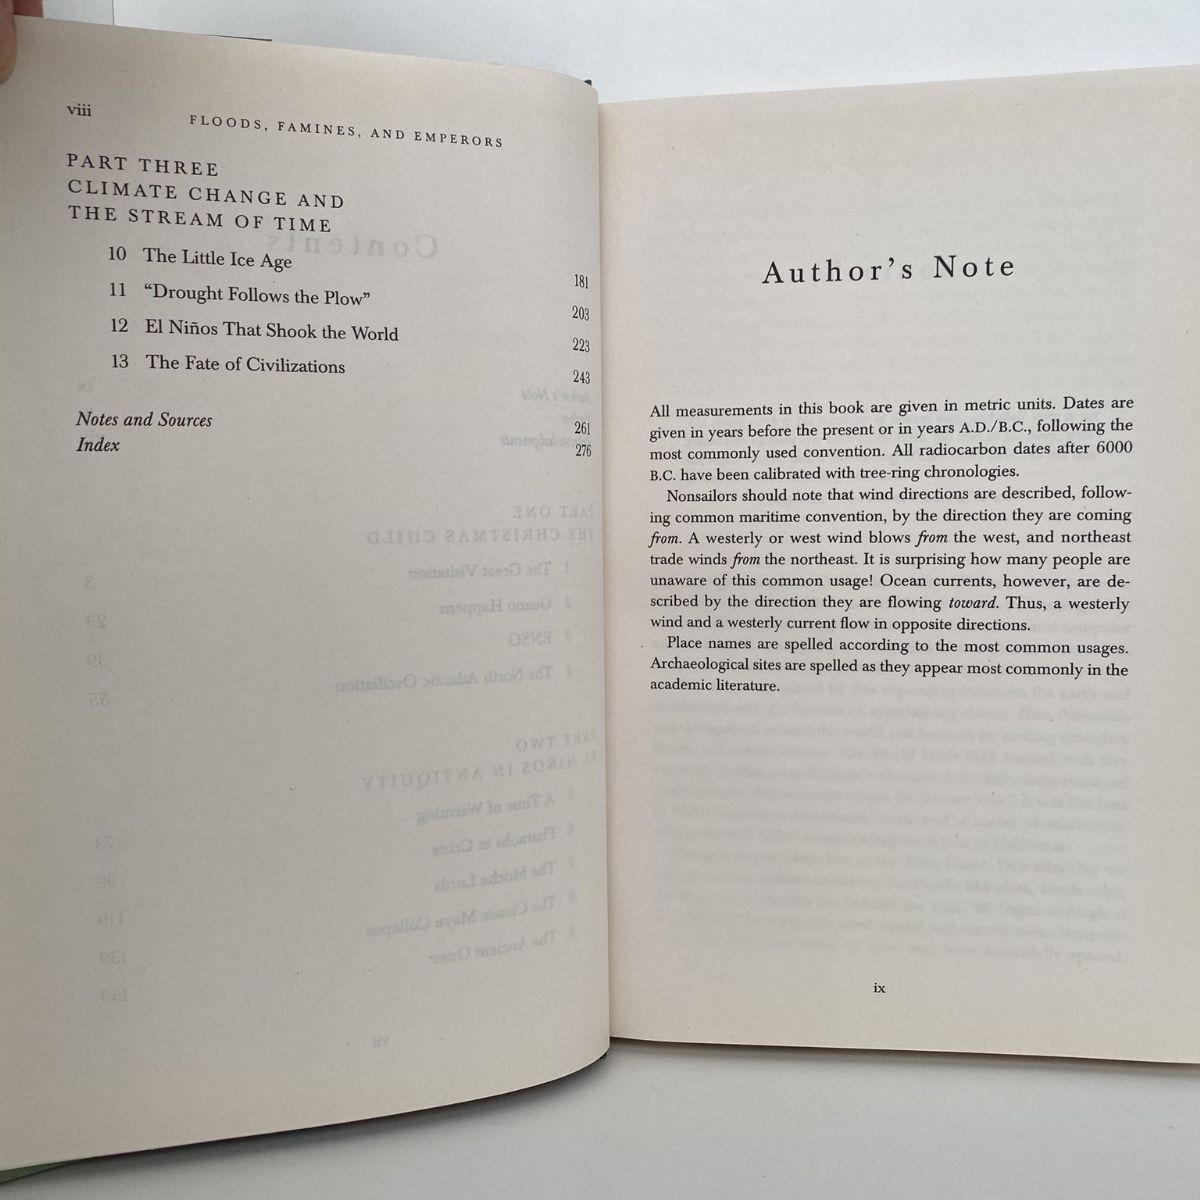 viii
FLOODS, FAMINES, AND EMPERORS
PART THREE
CLIMATE CHANGE AND
THE STREAM OF TIME
10 The Little Ice Age 181
11 “Drought Follows the Plow” 203
12 El Niños That Shook the World 223
13 The Fate of Civilizations 243
Notes and Sources 261
Index 276
Author's Note
All measurements in this book are given in metric units. Dates are
given in years before the present or in years A.D./B.C., following the
most commonly used convention. All radiocarbon dates after 6000
B.C. have been calibrated with tree-ring chronologies.
Nonsailors should note that wind directions are described, follow-
ing common maritime convention, by the direction they are coming
from. A westerly or west wind blows from the west, and northeast
trade winds from the northeast. It is surprising how many people are
unaware of this common usage! Ocean currents, however, are de-
scribed by the direction they are flowing toward. Thus, a westerly
wind and a westerly current flow in opposite directions.
Place names are spelled according to the most common usages.
Archaeological sites are spelled as they appear most commonly in the
academic literature.
ix